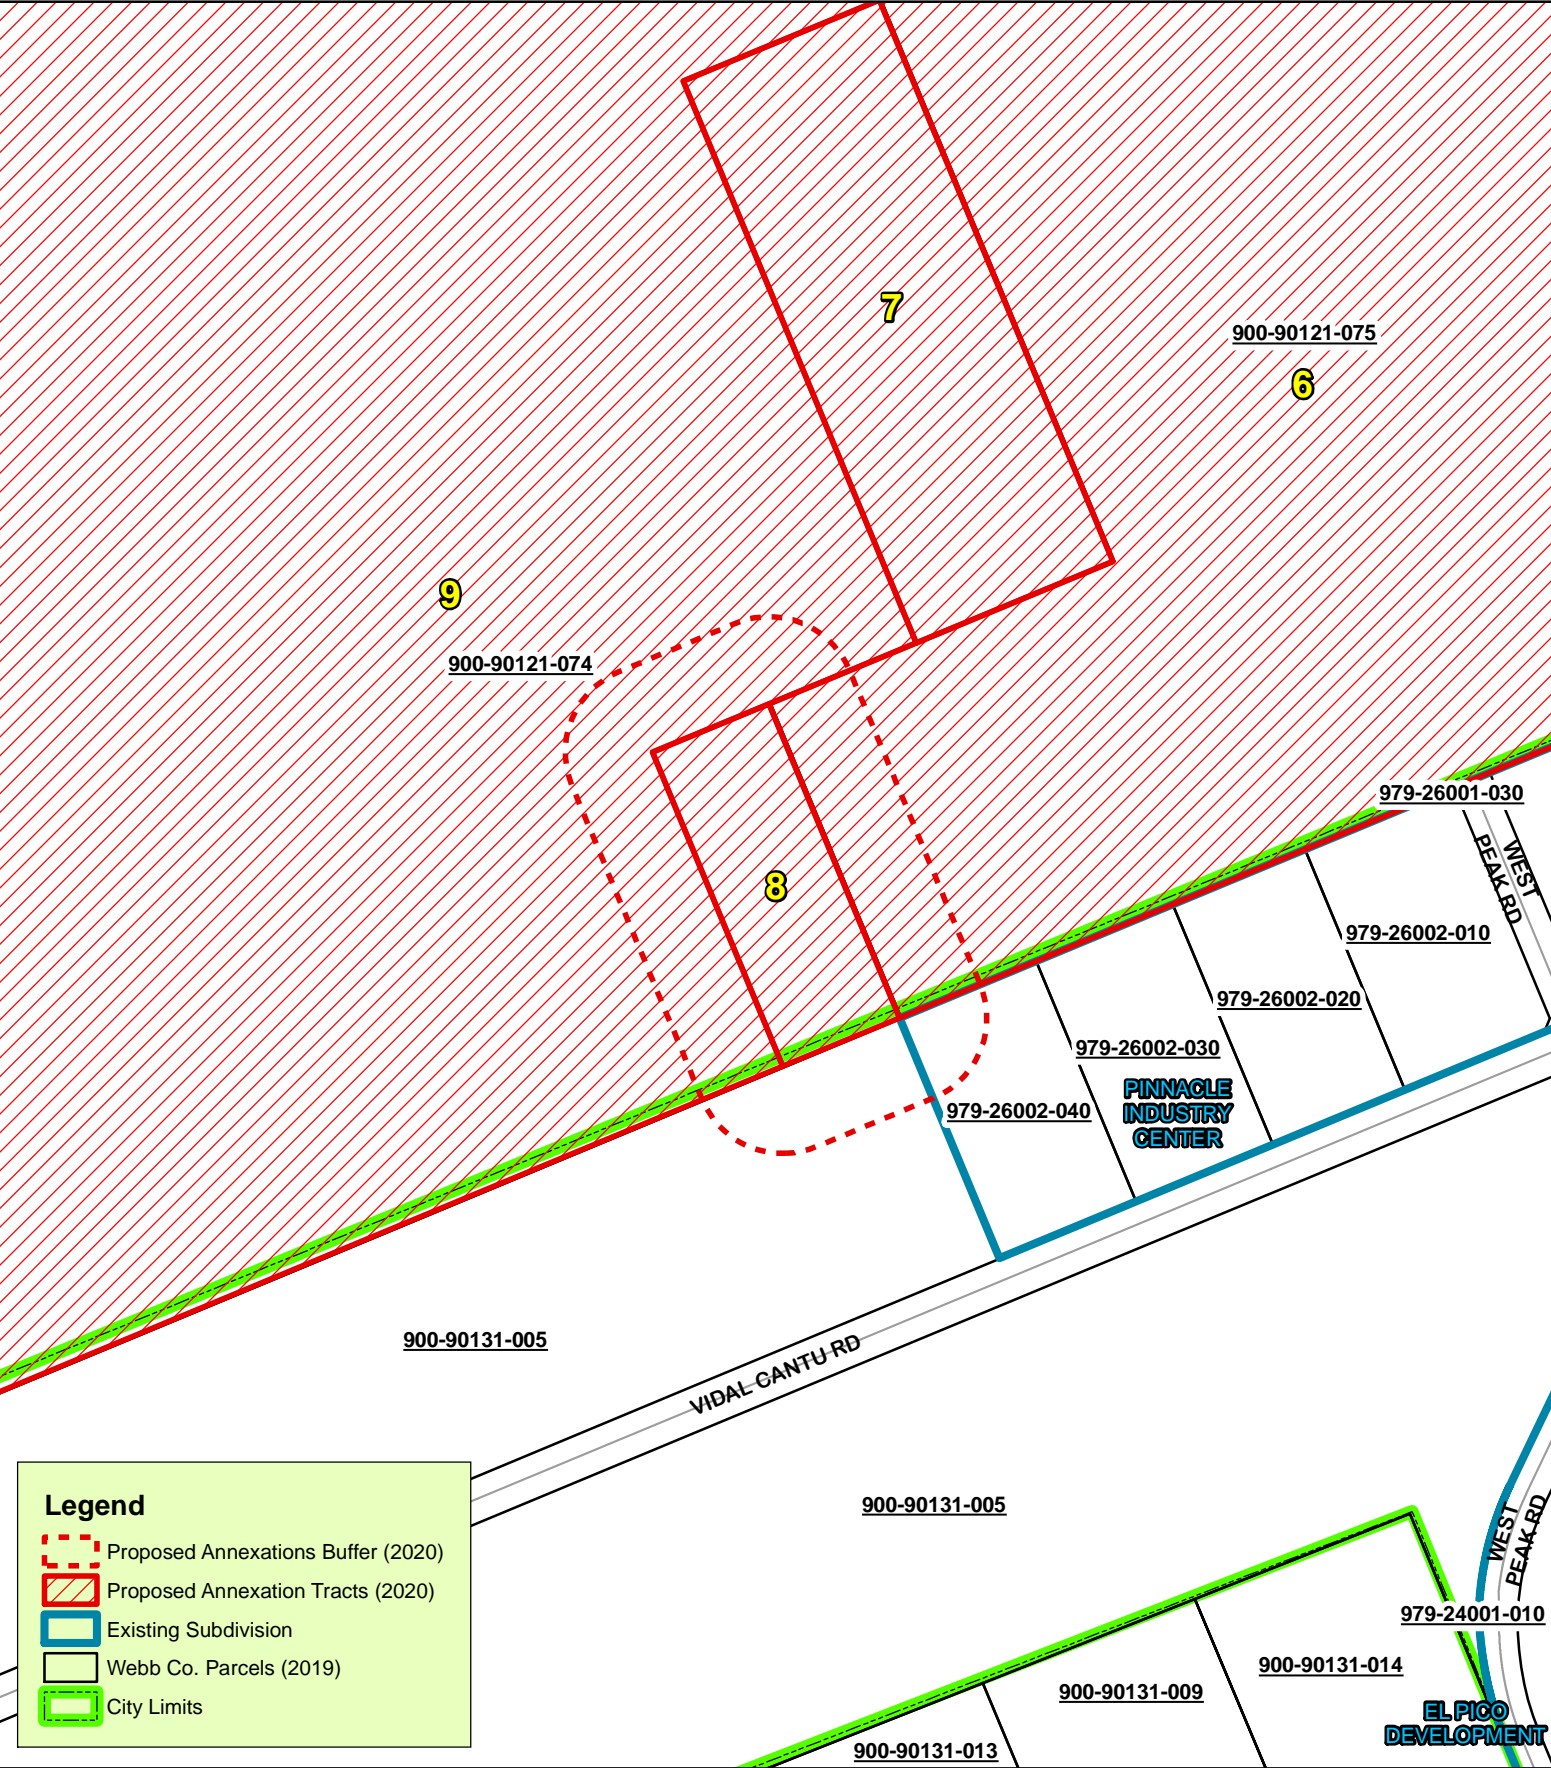 7
900-90121-075
6
9
900-90121-074
979-26001-030
WEST
PEAK RD
8
979-26002-010
979-26002-020
979-26002-030
PINNACLE
INDUSTRY
CENTER
979-26002-040
900-90131-005
VIDAL CANTU RD
900-90131-005
WEST
PEAK RD
979-24001-010
900-90131-014
900-90131-009
EL PICO
DEVELOPMENT
900-90131-013
Legend
Proposed Annexations Buffer (2020)
Proposed Annexation Tracts (2020)
Existing Subdivision
Webb Co. Parcels (2019)
City Limits